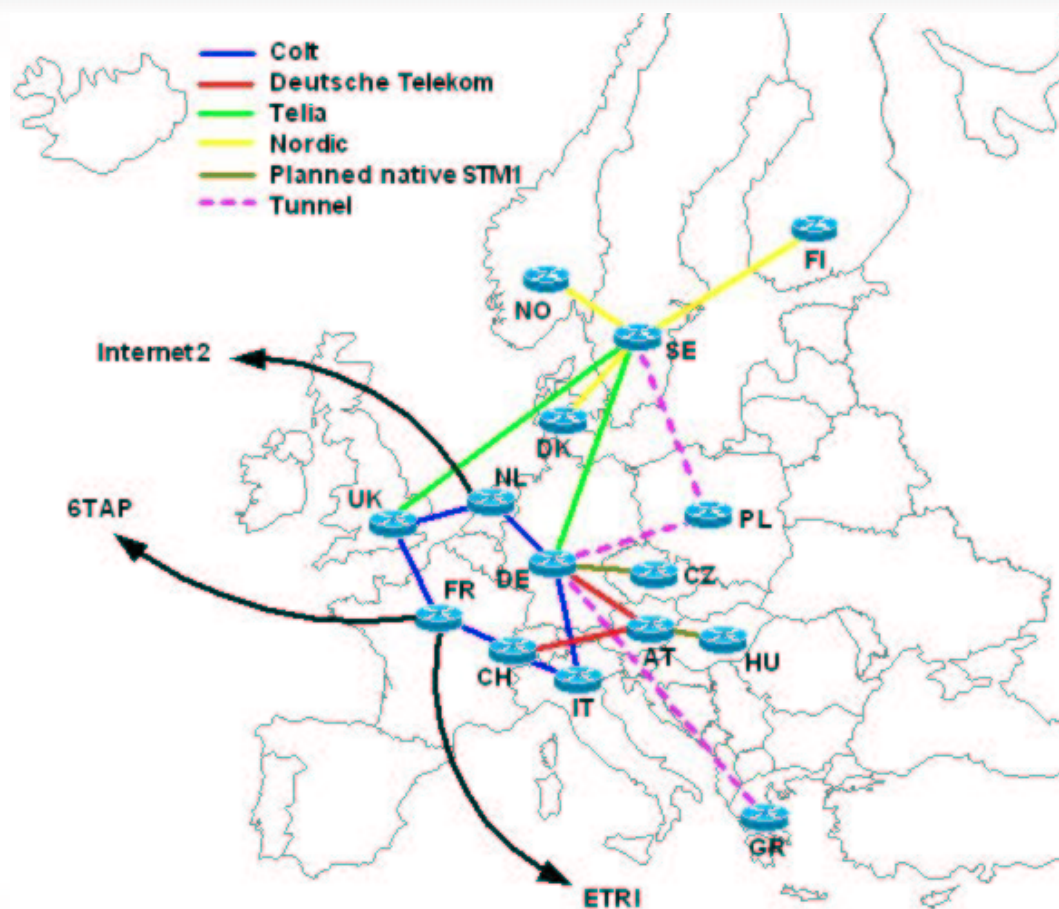 Colt
Deutsche Telekom
Telia
Nordic
Planned native STM1
Tunnel
FI
NO
SE
Internet2
DK
NL
UK
6TAP
PL
DE
CZ
FR
AT
HU
CH
IT
GR
ETRI